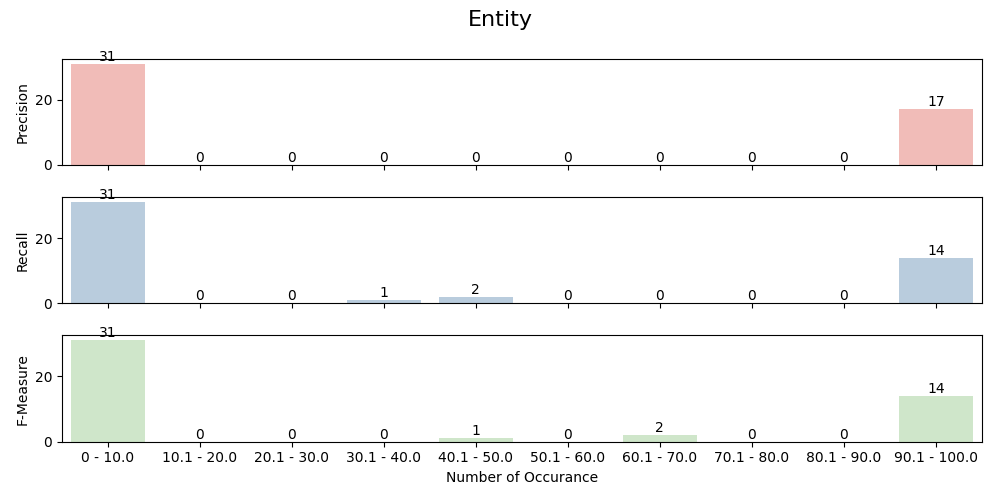 Entity
31 0 0 0 0 0 0 0 0 17
20
0
Precision
31 0 0 1 2 0 0 0 0 14
20
0
Recall
31 0 0 0 1 0 2 0 0 14
20
0
F-Measure
0 - 10.0 10.1 - 20.0 20.1 - 30.0 30.1 - 40.0 40.1 - 50.0 50.1 - 60.0 60.1 - 70.0 70.1 - 80.0 80.1 - 90.0 90.1 - 100.0
Number of Occurance